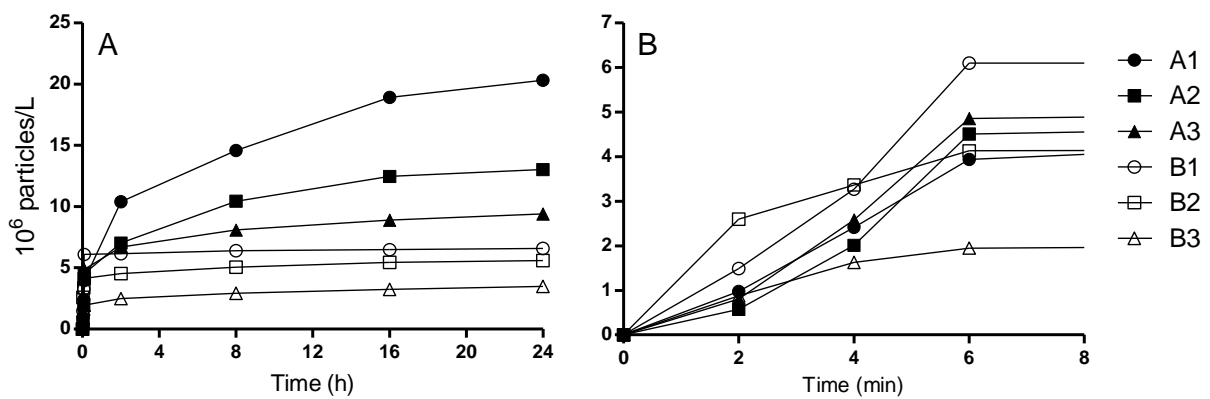 A
25
20
15
10
5
0
10⁶ particles/L
0 4 8 12 16 20 24
Time (h)
B
7
6
5
4
3
2
1
0
0 2 4 6 8
Time (min)
A1
A2
A3
B1
B2
B3